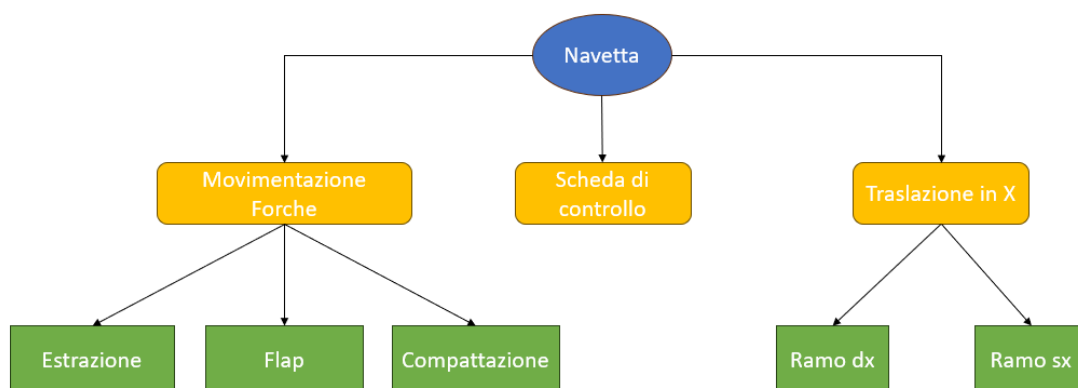 Navetta
Movimentazione
Forche
Scheda di
controllo
Traslazione in X
Estrazione
Flap
Compattazione
Ramo dx
Ramo sx